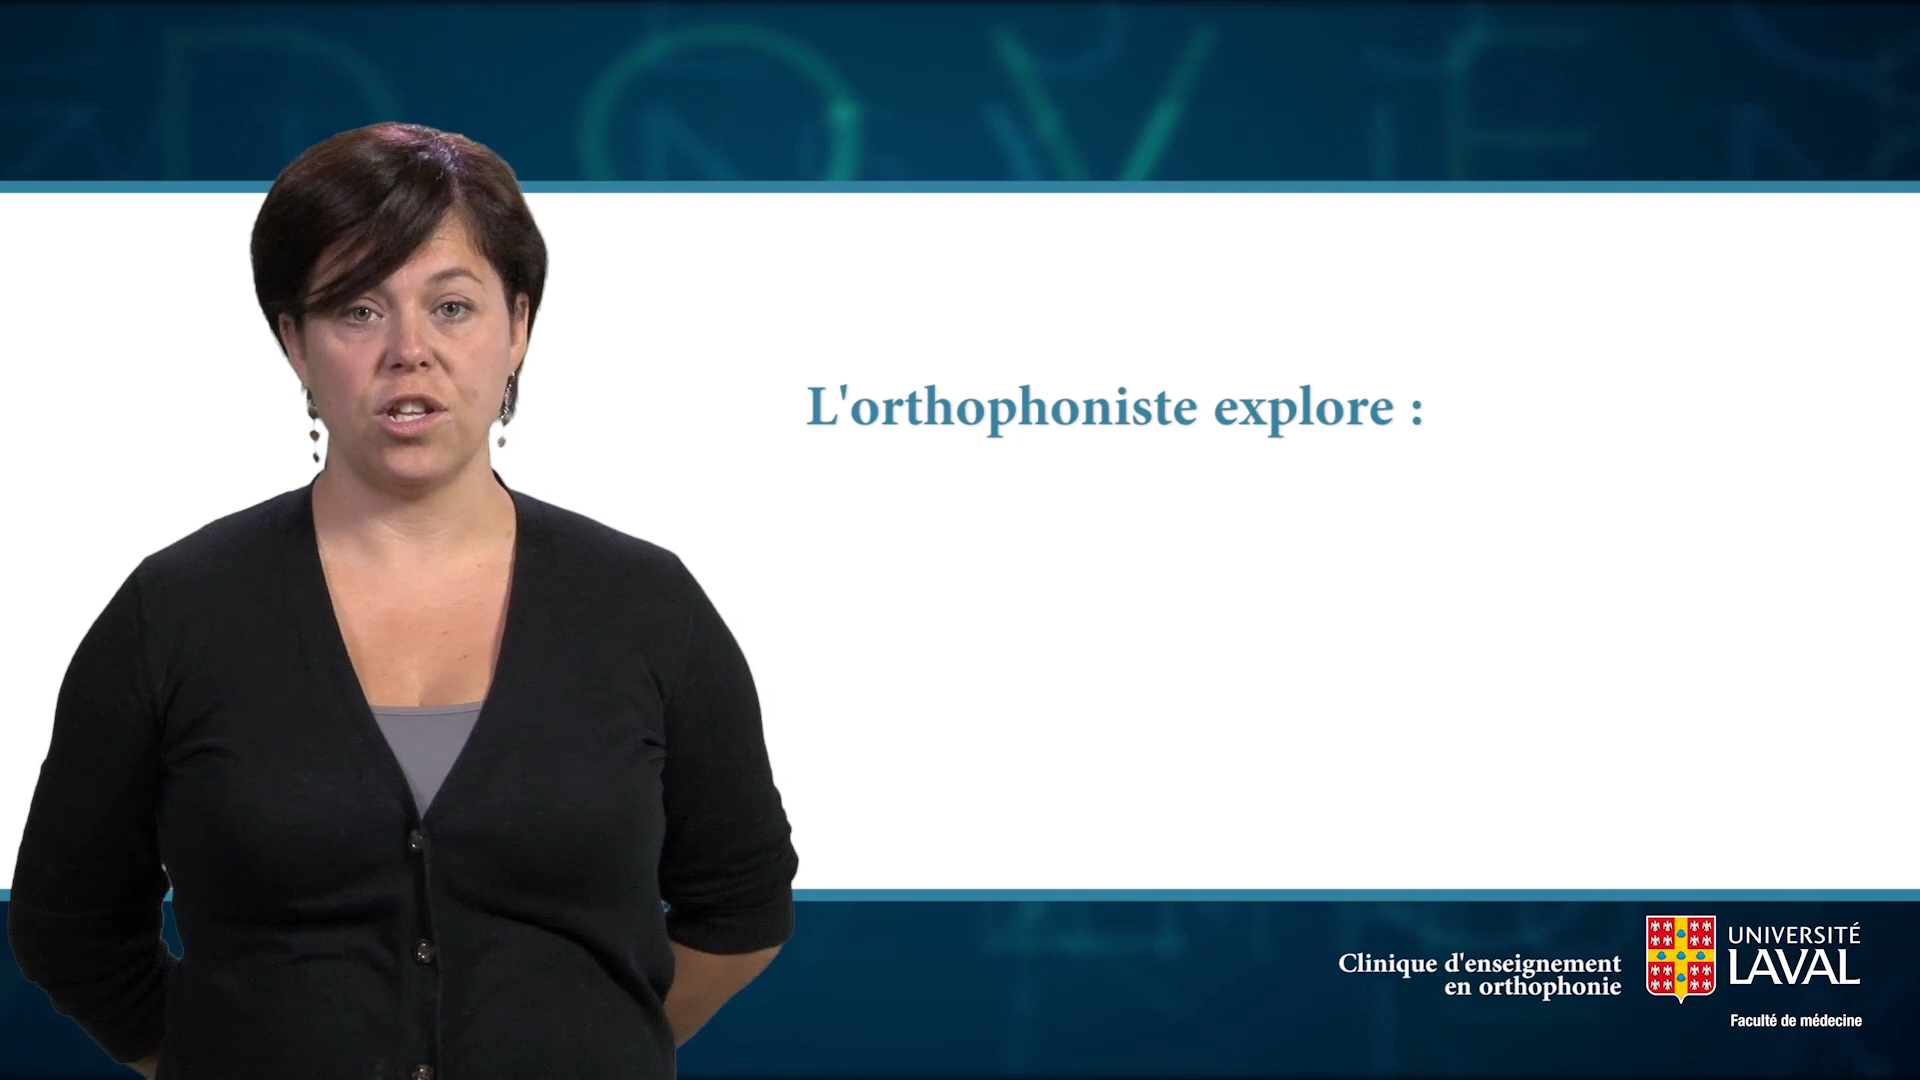 L'orthophoniste explore :
Clinique d'enseignement
en orthophonie
UNIVERSITÉ
LAVAL
Faculté de médecine